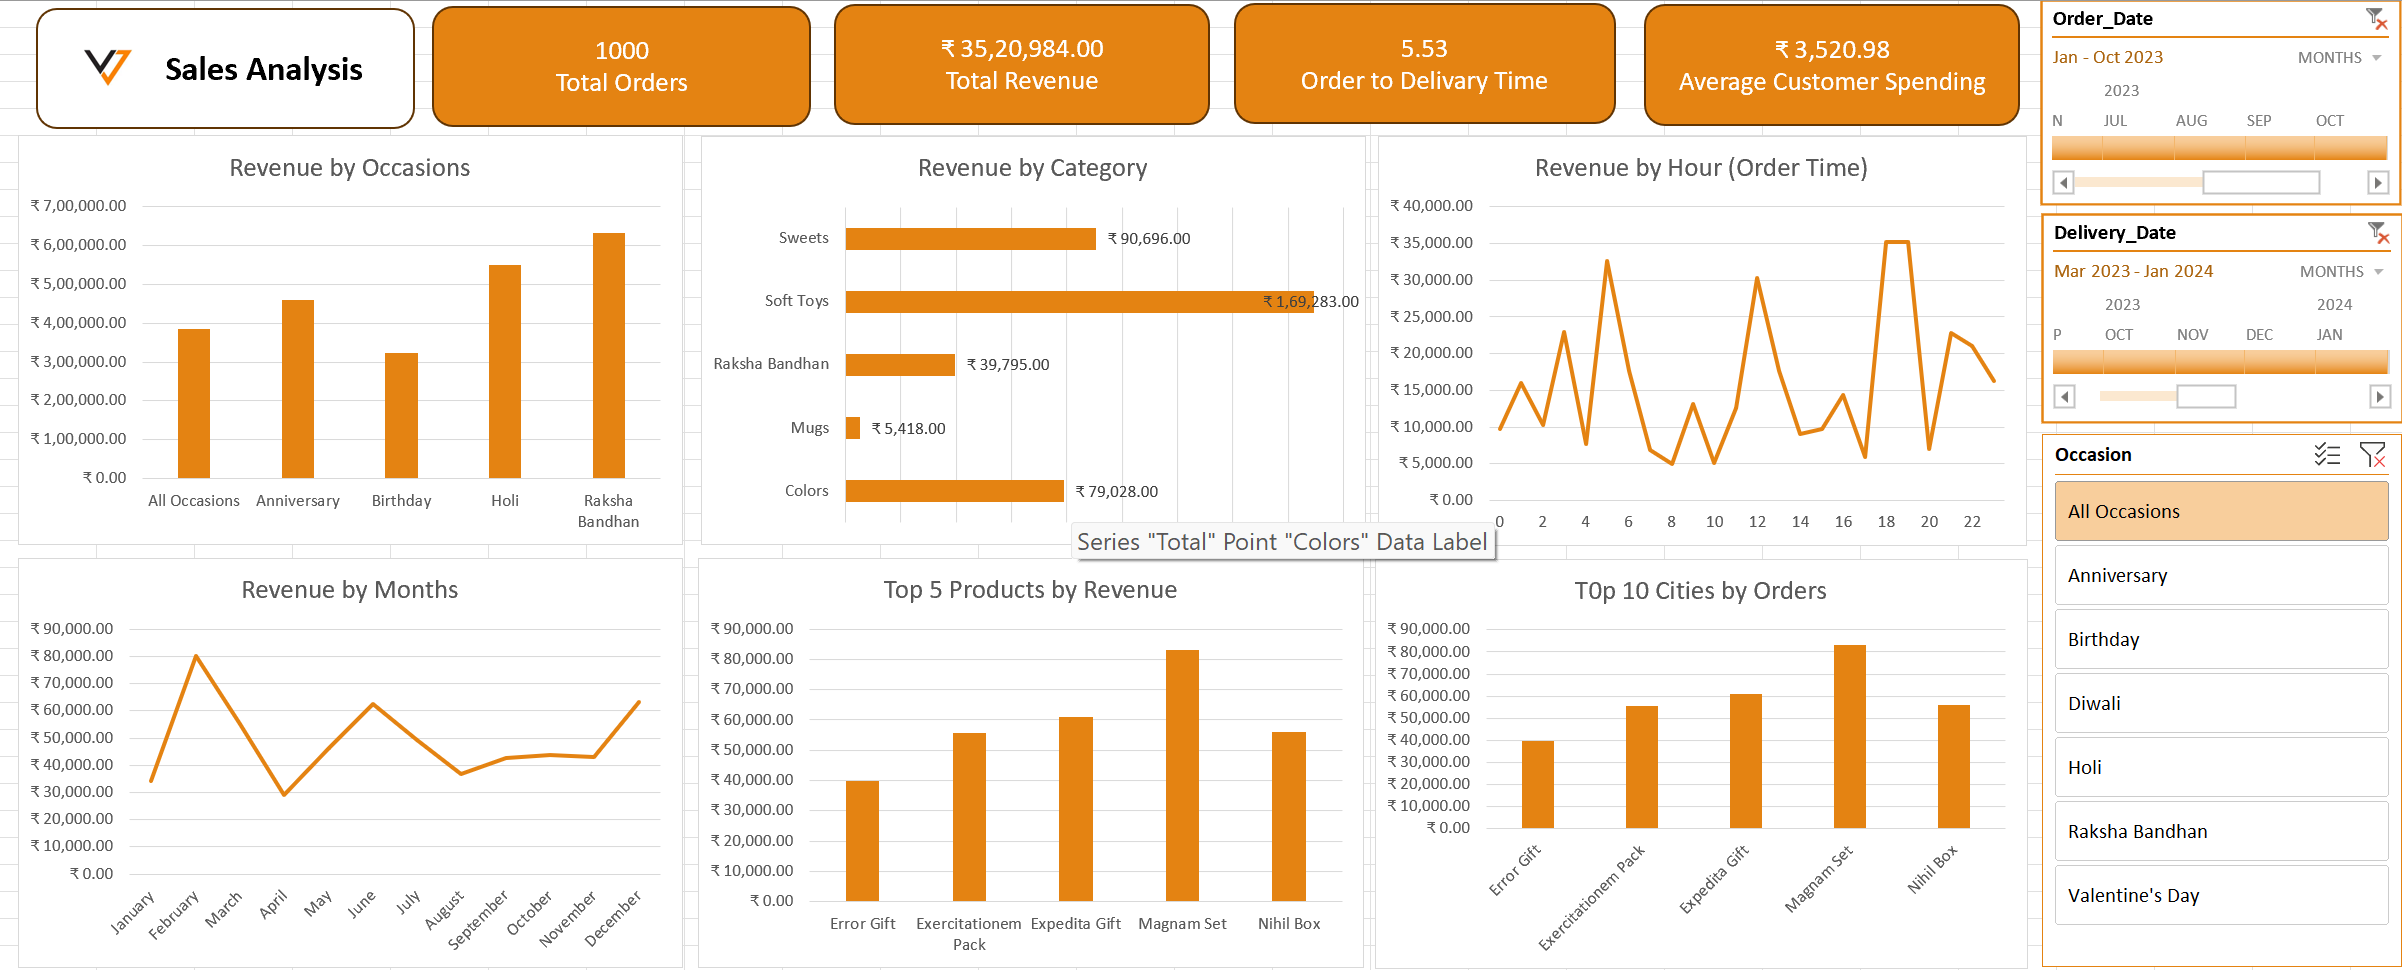 Sales Analysis
1000
Total Orders
₹ 35,20,984.00
Total Revenue
5.53
Order to Delivary Time
₹ 3,520.98
Average Customer Spending
Order_Date
Jan - Oct 2023
MONTHS
2023
N JUL AUG SEP OCT
Delivery_Date
Mar 2023 - Jan 2024
MONTHS
2023 2024
P OCT NOV DEC JAN
Occasion
All Occasions
Anniversary
Birthday
Diwali
Holi
Raksha Bandhan
Valentine's Day
Revenue by Occasions
₹ 7,00,000.00
₹ 6,00,000.00
₹ 5,00,000.00
₹ 4,00,000.00
₹ 3,00,000.00
₹ 2,00,000.00
₹ 1,00,000.00
₹ 0.00
All Occasions Anniversary Birthday Holi Raksha
Bandhan
Revenue by Category
Sweets ₹ 90,696.00
Soft Toys ₹ 1,69,283.00
Raksha Bandhan ₹ 39,795.00
Mugs ₹ 5,418.00
Colors ₹ 79,028.00
Series "Total" Point "Colors" Data Label
Revenue by Hour (Order Time)
₹ 40,000.00
₹ 35,000.00
₹ 30,000.00
₹ 25,000.00
₹ 20,000.00
₹ 15,000.00
₹ 10,000.00
₹ 5,000.00
₹ 0.00
0 2 4 6 8 10 12 14 16 18 20 22
Revenue by Months
₹ 90,000.00
₹ 80,000.00
₹ 70,000.00
₹ 60,000.00
₹ 50,000.00
₹ 40,000.00
₹ 30,000.00
₹ 20,000.00
₹ 10,000.00
₹ 0.00
January February March April May June July August September October November December
Top 5 Products by Revenue
₹ 90,000.00
₹ 80,000.00
₹ 70,000.00
₹ 60,000.00
₹ 50,000.00
₹ 40,000.00
₹ 30,000.00
₹ 20,000.00
₹ 10,000.00
₹ 0.00
Error Gift Exercitationem Expedita Gift Magnam Set Nihil Box
Pack
T0p 10 Cities by Orders
₹ 90,000.00
₹ 80,000.00
₹ 70,000.00
₹ 60,000.00
₹ 50,000.00
₹ 40,000.00
₹ 30,000.00
₹ 20,000.00
₹ 10,000.00
₹ 0.00
Error Gift Exercitationem Pack Expedita Gift Magnam Set Nihil Box